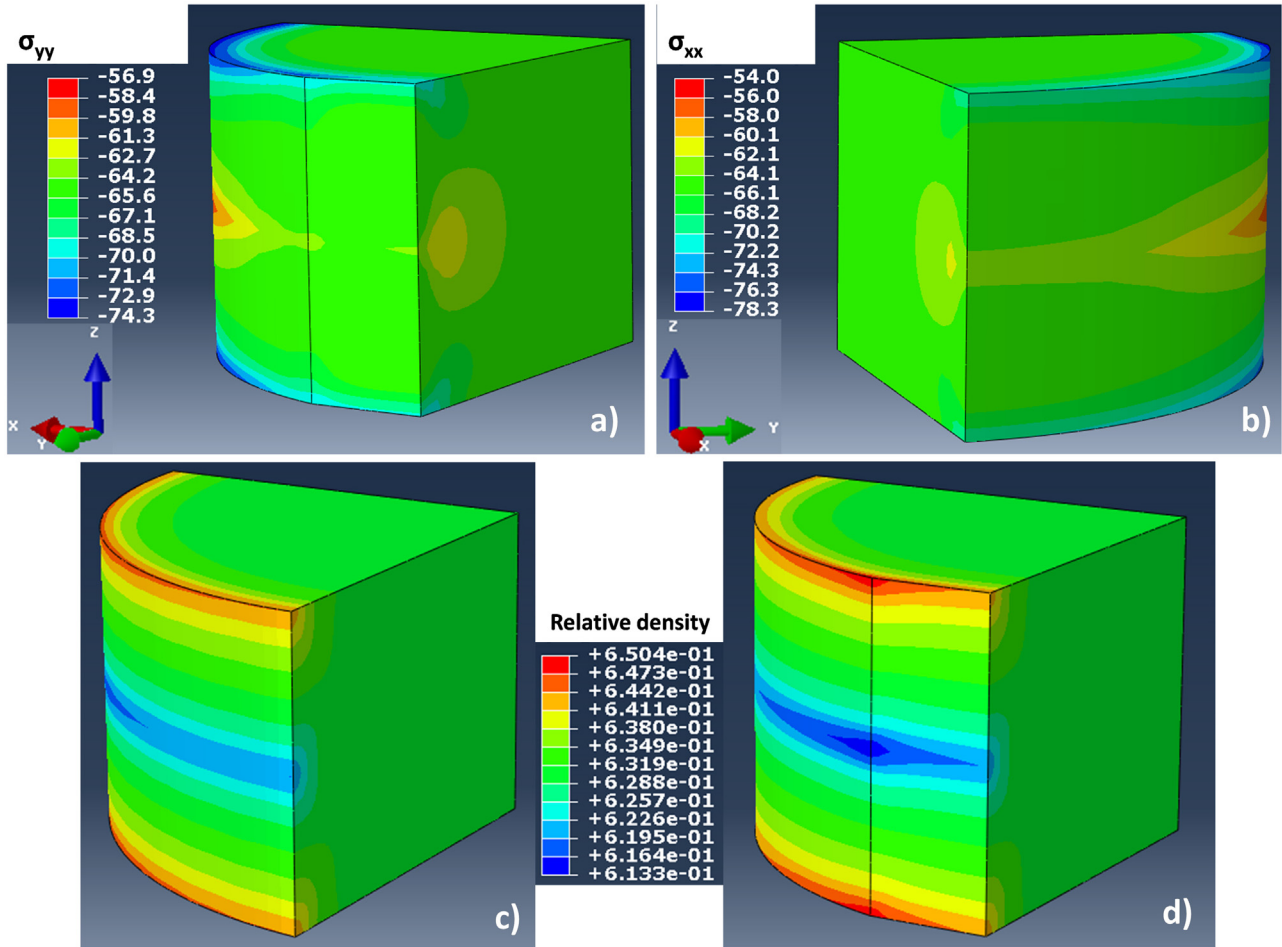 σyy
-56.9
-58.4
-59.8
-61.3
-62.7
-64.2
-65.6
-67.1
-68.5
-70.0
-71.4
-72.9
-74.3
Z
X
Y
a)
σxx
-54.0
-56.0
-58.0
-60.1
-62.1
-64.1
-66.1
-68.2
-70.2
-72.2
-74.3
-76.3
-78.3
Z
Y
X
b)
c)
Relative density
+6.504e-01
+6.473e-01
+6.442e-01
+6.411e-01
+6.380e-01
+6.349e-01
+6.319e-01
+6.288e-01
+6.257e-01
+6.226e-01
+6.195e-01
+6.164e-01
+6.133e-01
d)